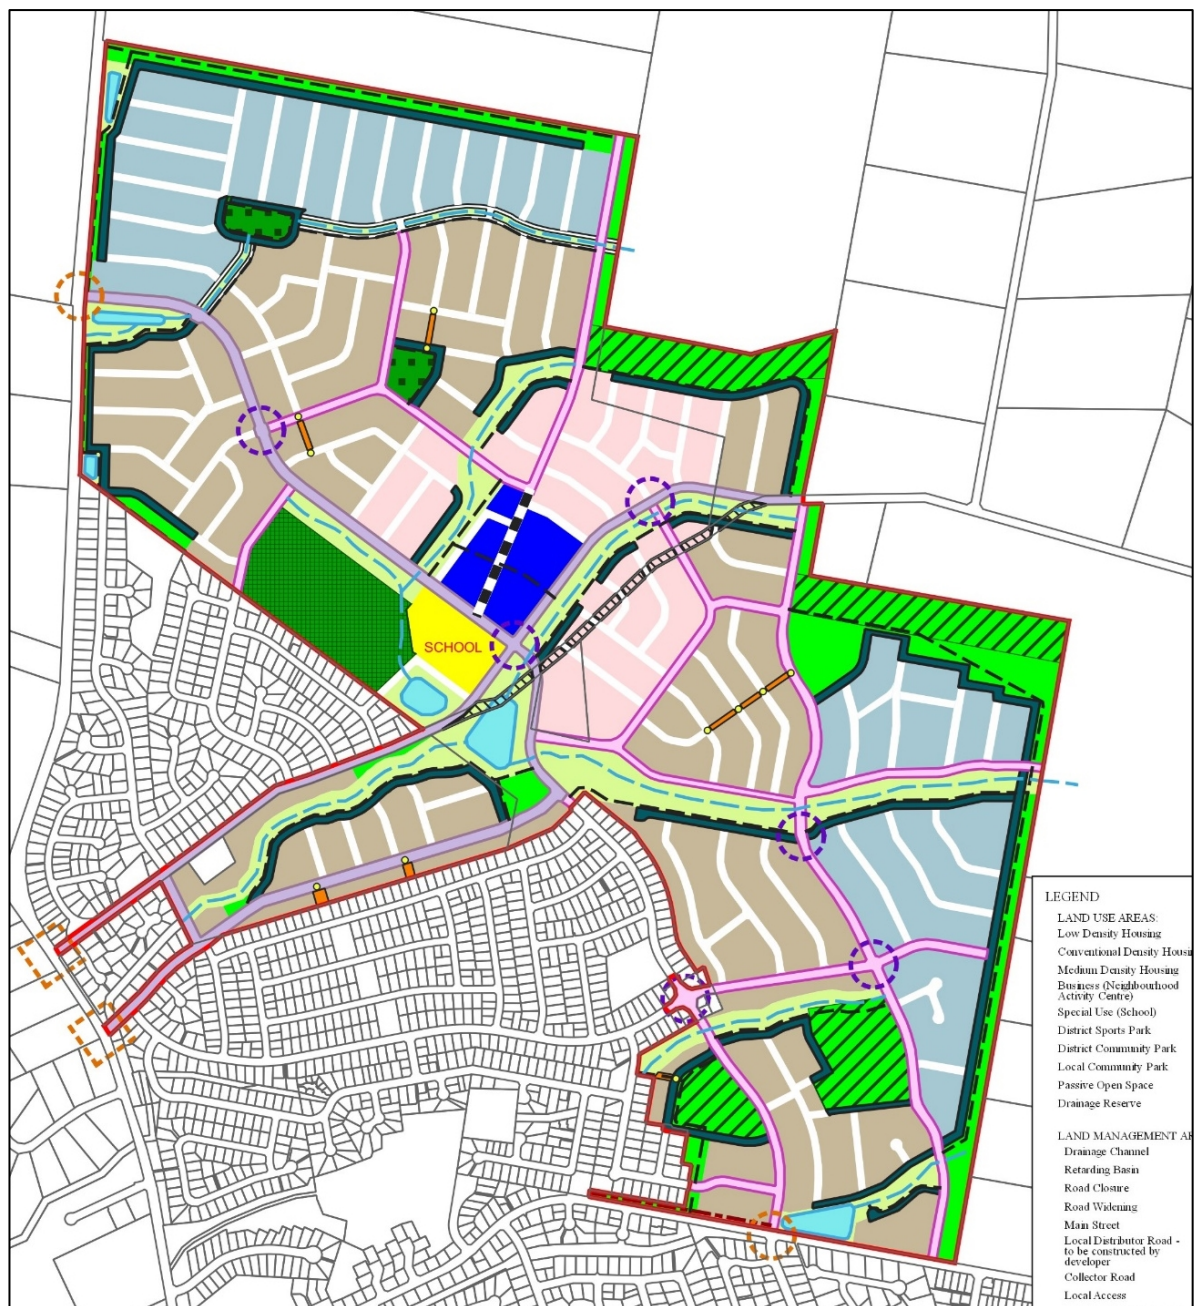 SCHOOL
LEGEND
LAND USE AREAS:
Low Density Housing
Conventional Density Housi
Medium Density Housing
Business (Neighbourhood
Activity Centre)
Special Use (School)
District Sports Park
District Community Park
Local Community Park
Passive Open Space
Drainage Reserve
LAND MANAGEMENT AR
Drainage Channel
Retarding Basin
Road Closure
Road Widening
Main Street
Local Distributor Road -
to be constructed by
developer
Collector Road
Local Access